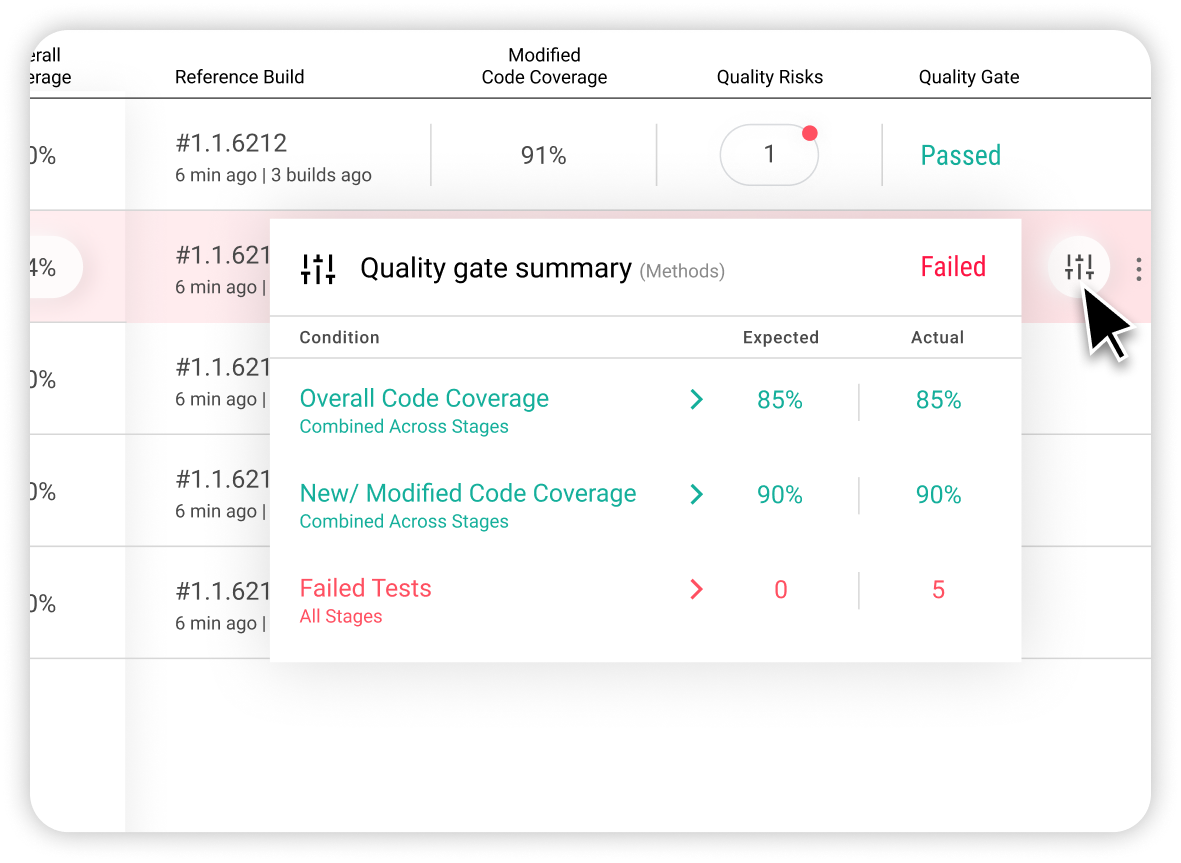 erall
erage
Reference Build
Modified
Code Coverage
Quality Risks
Quality Gate
0%
#1.1.6212
6 min ago | 3 builds ago
91%
1
Passed
4%
#1.1.621
6 min ago |
Quality gate summary (Methods)
Failed
Condition
Expected
Actual
0%
#1.1.621
6 min ago |
Overall Code Coverage
Combined Across Stages
85%
85%
0%
#1.1.621
6 min ago |
New/ Modified Code Coverage
Combined Across Stages
90%
90%
0%
#1.1.621
6 min ago |
Failed Tests
All Stages
0
5